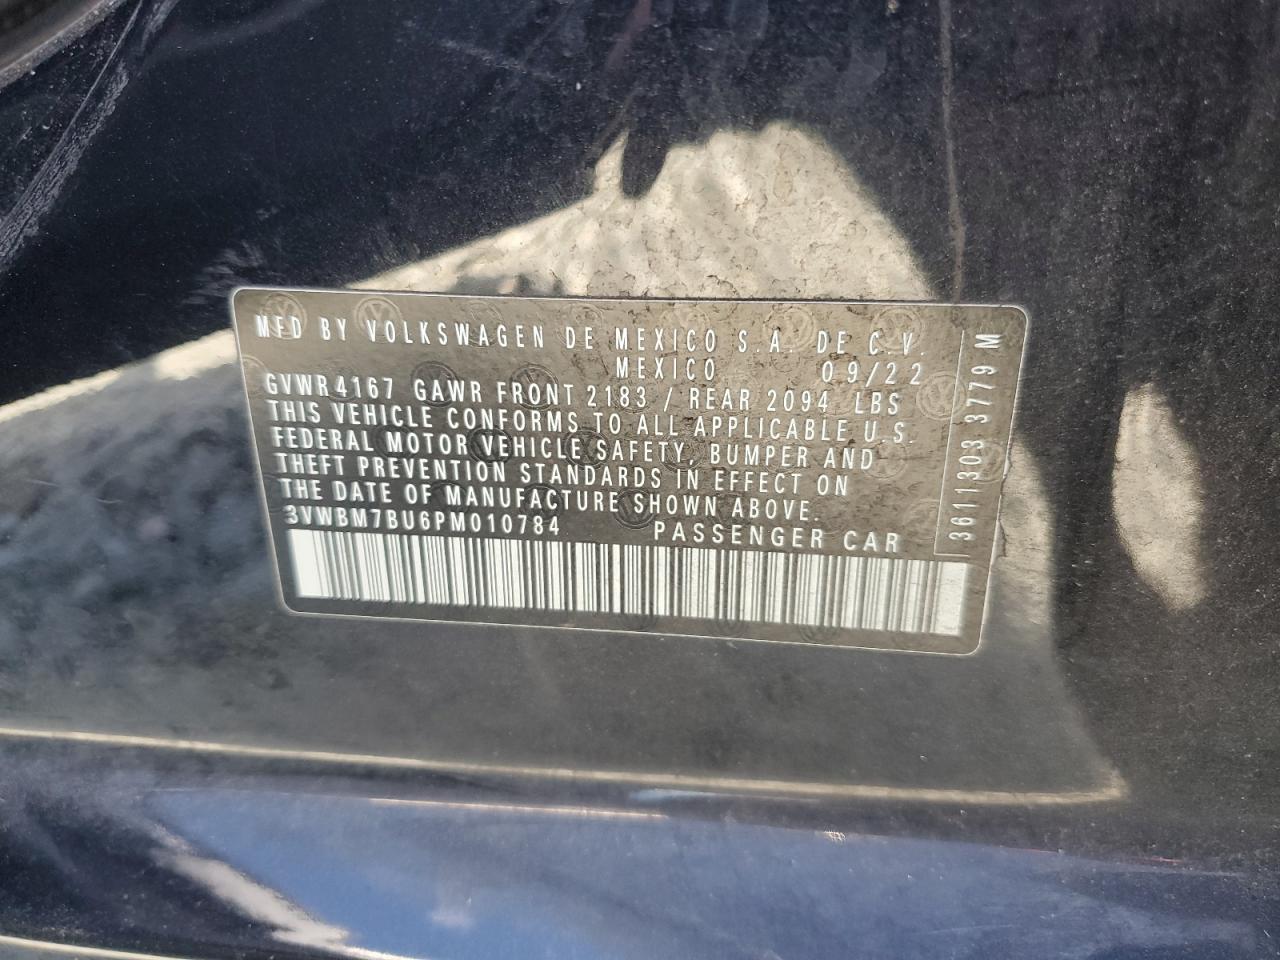 MFD BY VOLKSWAGEN DE MEXICO S.A. DE C.V.
MEXICO 09/22
GVWR 4167 GAWR FRONT 2183 / REAR 2094 LBS
THIS VEHICLE CONFORMS TO ALL APPLICABLE U.S.
FEDERAL MOTOR VEHICLE SAFETY, BUMPER AND
THEFT PREVENTION STANDARDS IN EFFECT ON
THE DATE OF MANUFACTURE SHOWN ABOVE.
3VWBM7BU6PM010784 PASSENGER CAR
3611303 3779 M